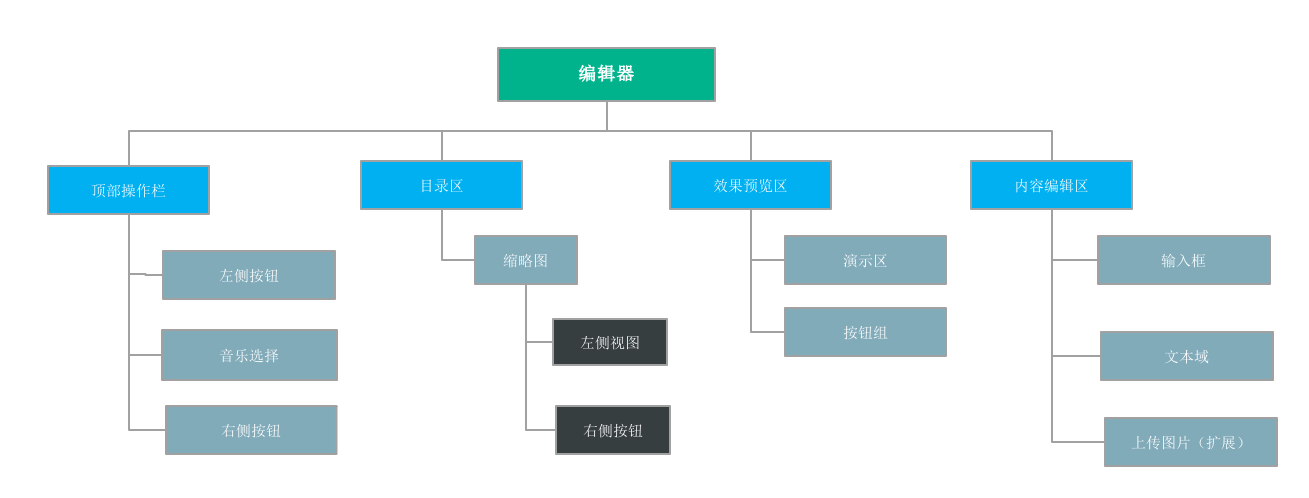 编辑器
顶部操作栏
目录区
效果预览区
内容编辑区
左侧按钮
缩略图
演示区
输入框
音乐选择
左侧视图
按钮组
文本域
右侧按钮
右侧按钮
上传图片（扩展）